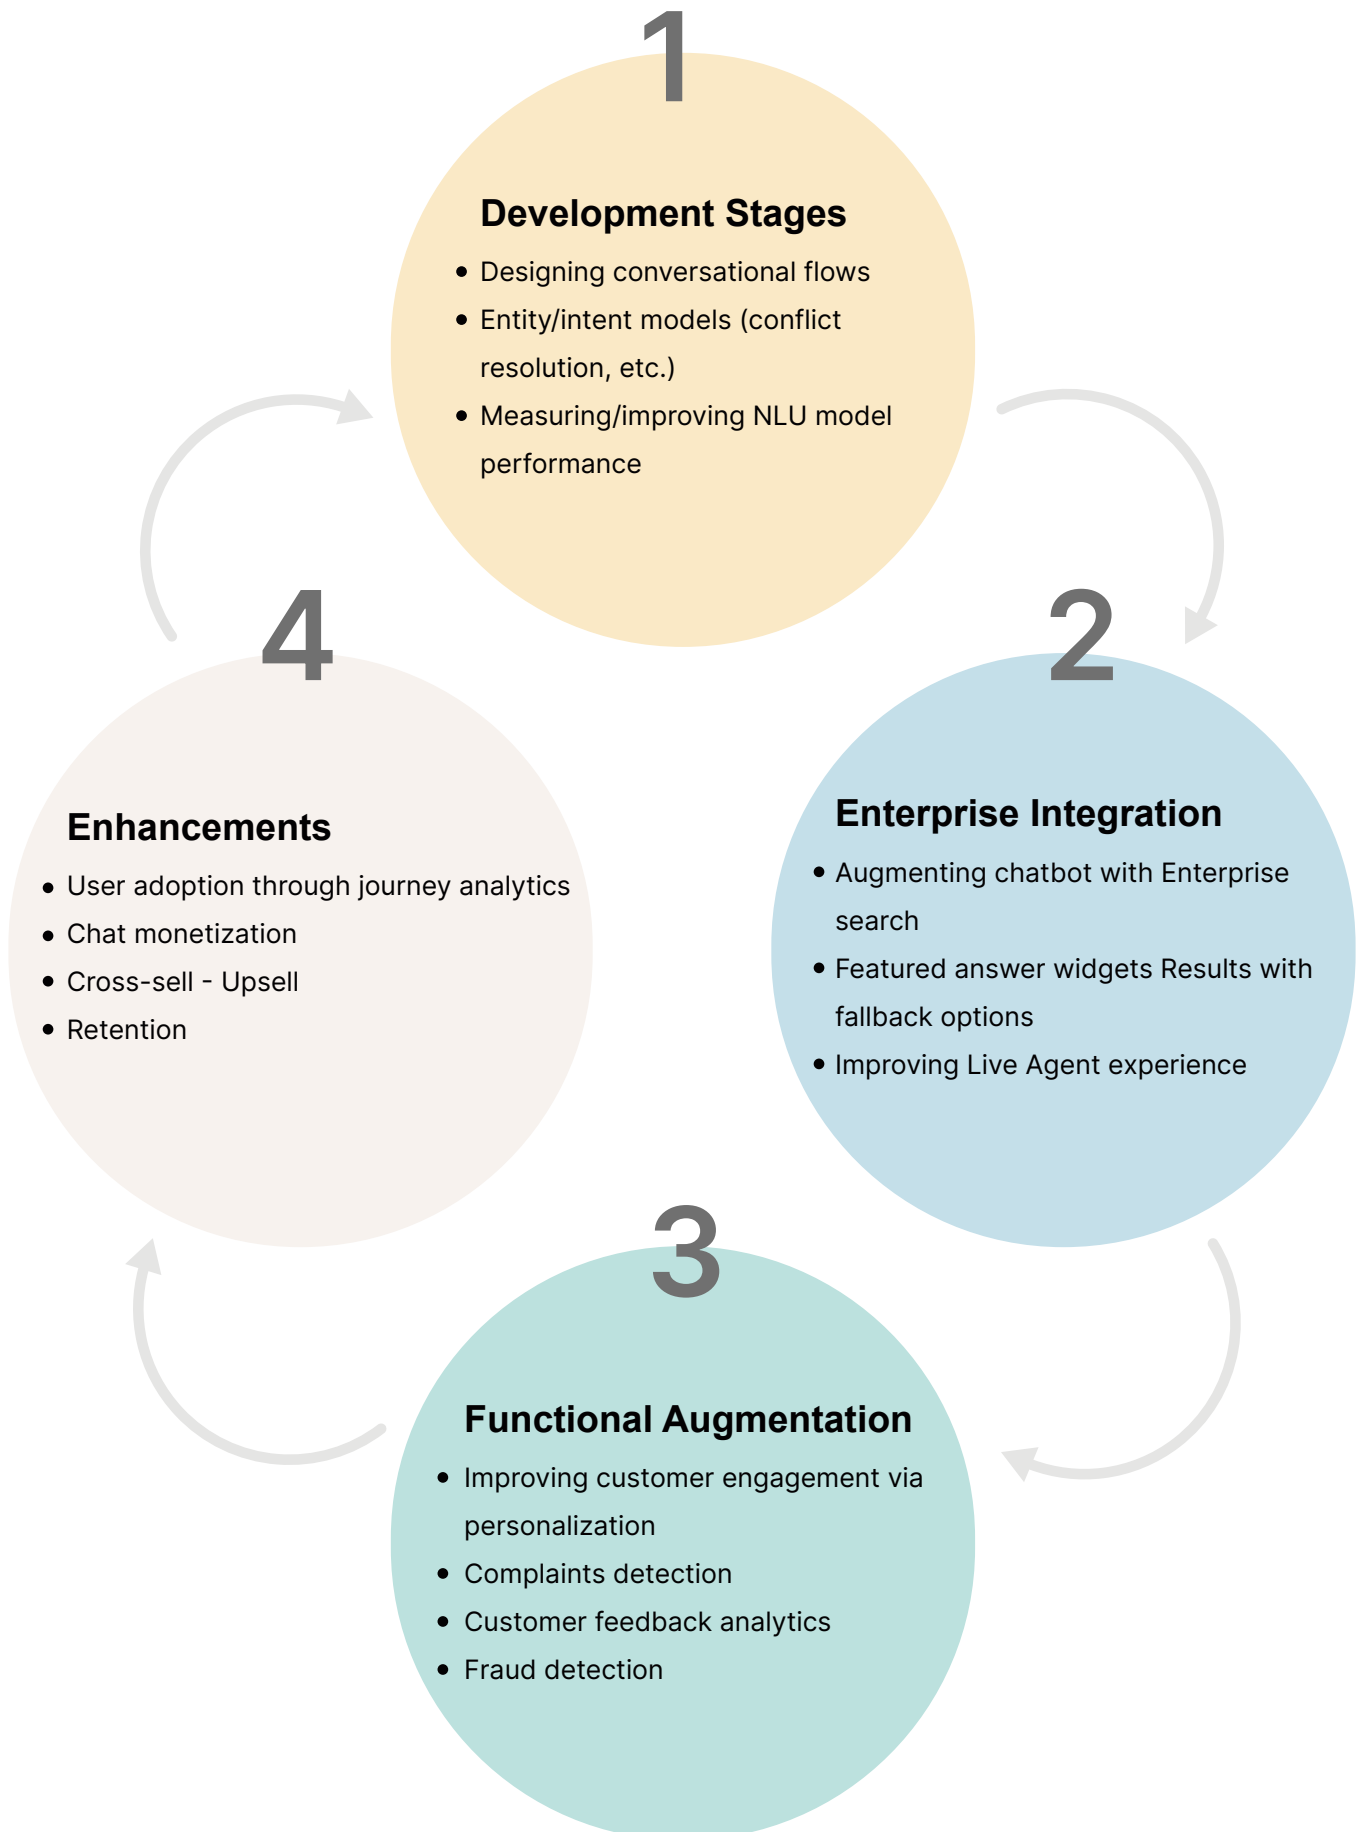 1
Development Stages
Designing conversational flows
Entity/intent models (conflict
resolution, etc.)
Measuring/improving NLU model
performance
2
Enterprise Integration
Augmenting chatbot with Enterprise
search
Featured answer widgets Results with
fallback options
Improving Live Agent experience
3
Functional Augmentation
Improving customer engagement via
personalization
Complaints detection
Customer feedback analytics
Fraud detection
4
Enhancements
User adoption through journey analytics
Chat monetization
Cross-sell - Upsell
Retention